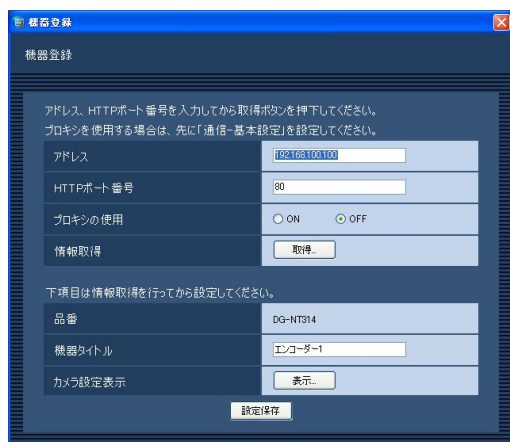 機器登録
機器登録
アドレス、HTTPポート番号を入力してから取得ボタンを押下してください。
プロキシを使用する場合は、先に「通信-基本設定」を設定してください。
アドレス 192.168.100.100
HTTPポート番号 80
プロキシの使用 ON OFF
情報取得 取得...
下項目は情報取得を行ってから設定してください。
品番 DG-NT314
機器タイトル エンコーダー1
カメラ設定表示 表示...
設定保存